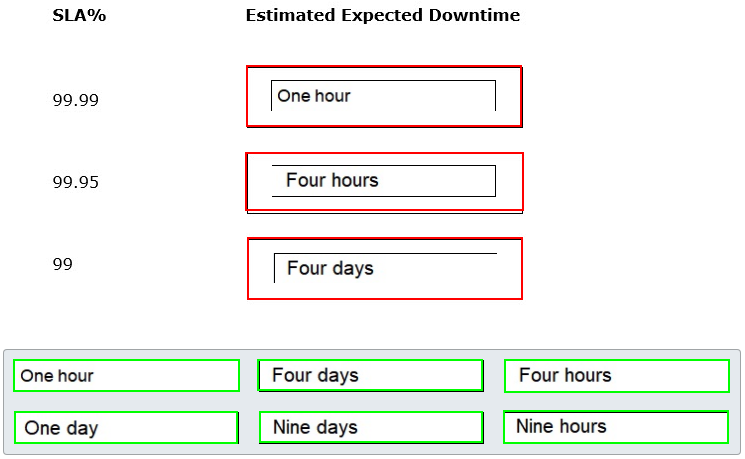 SLA% Estimated Expected Downtime
99.99 One hour
99.95 Four hours
99 Four days
One hour Four days Four hours
One day Nine days Nine hours